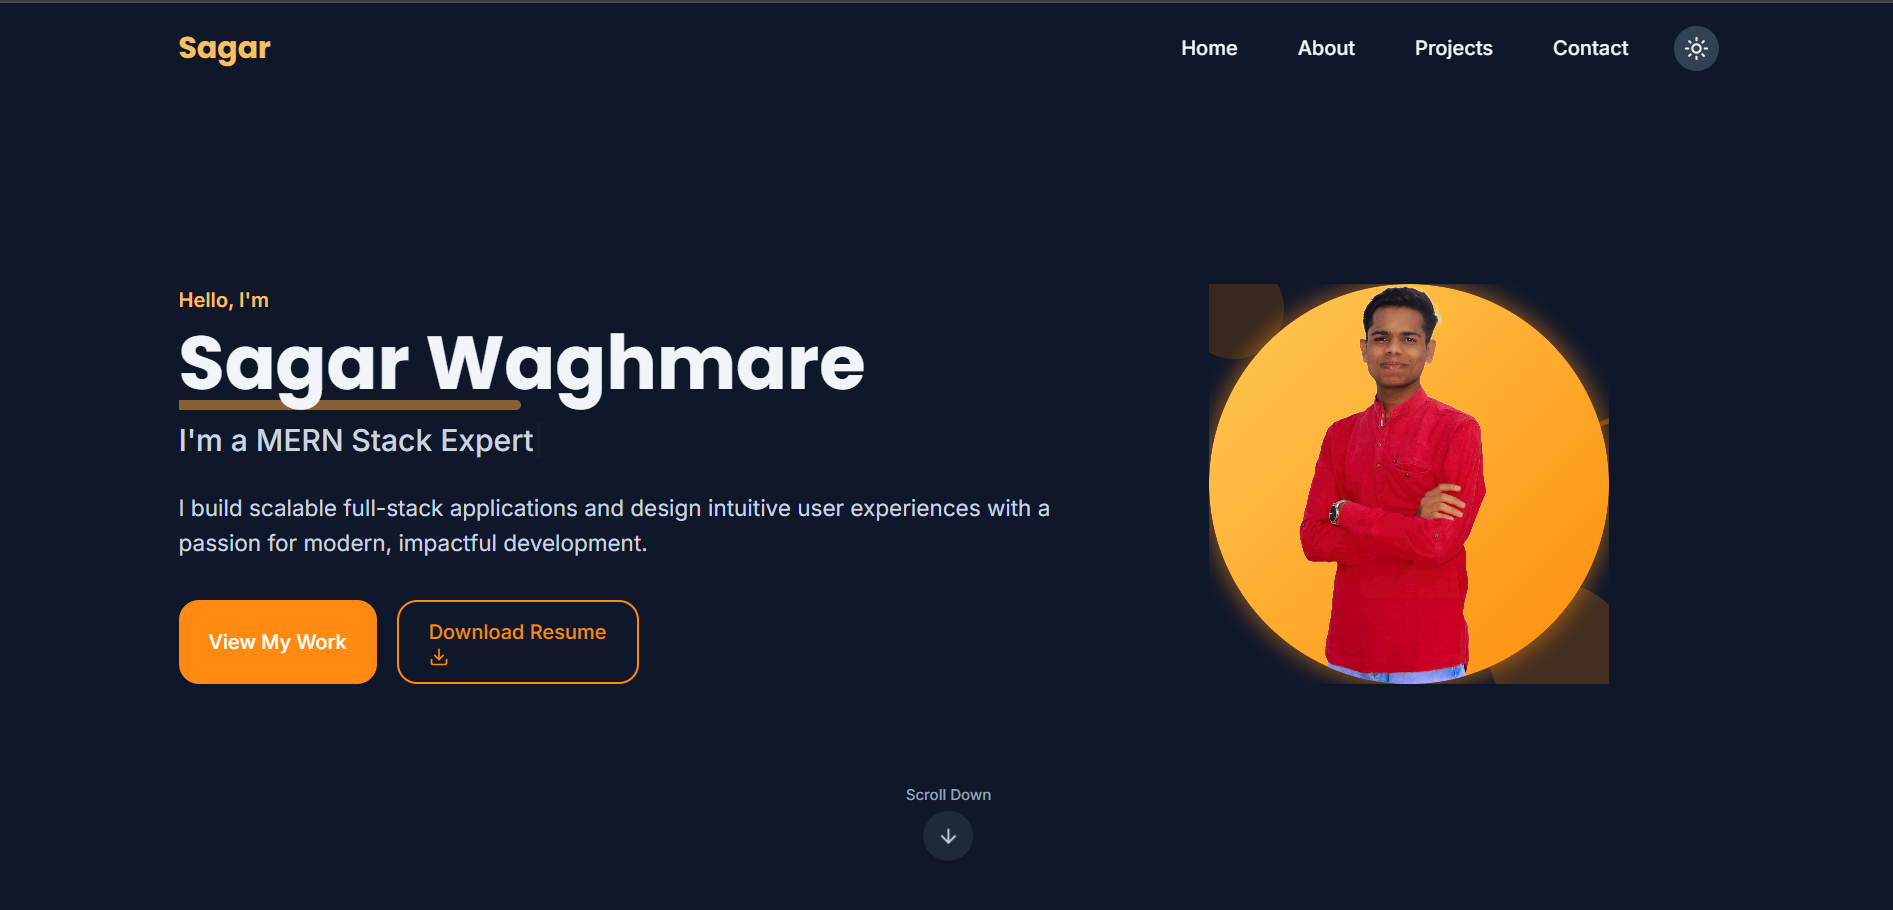 Sagar
Home About Projects Contact
Hello, I'm
Sagar Waghmare
I'm a MERN Stack Expert
I build scalable full-stack applications and design intuitive user experiences with a
passion for modern, impactful development.
View My Work
Download Resume
Scroll Down